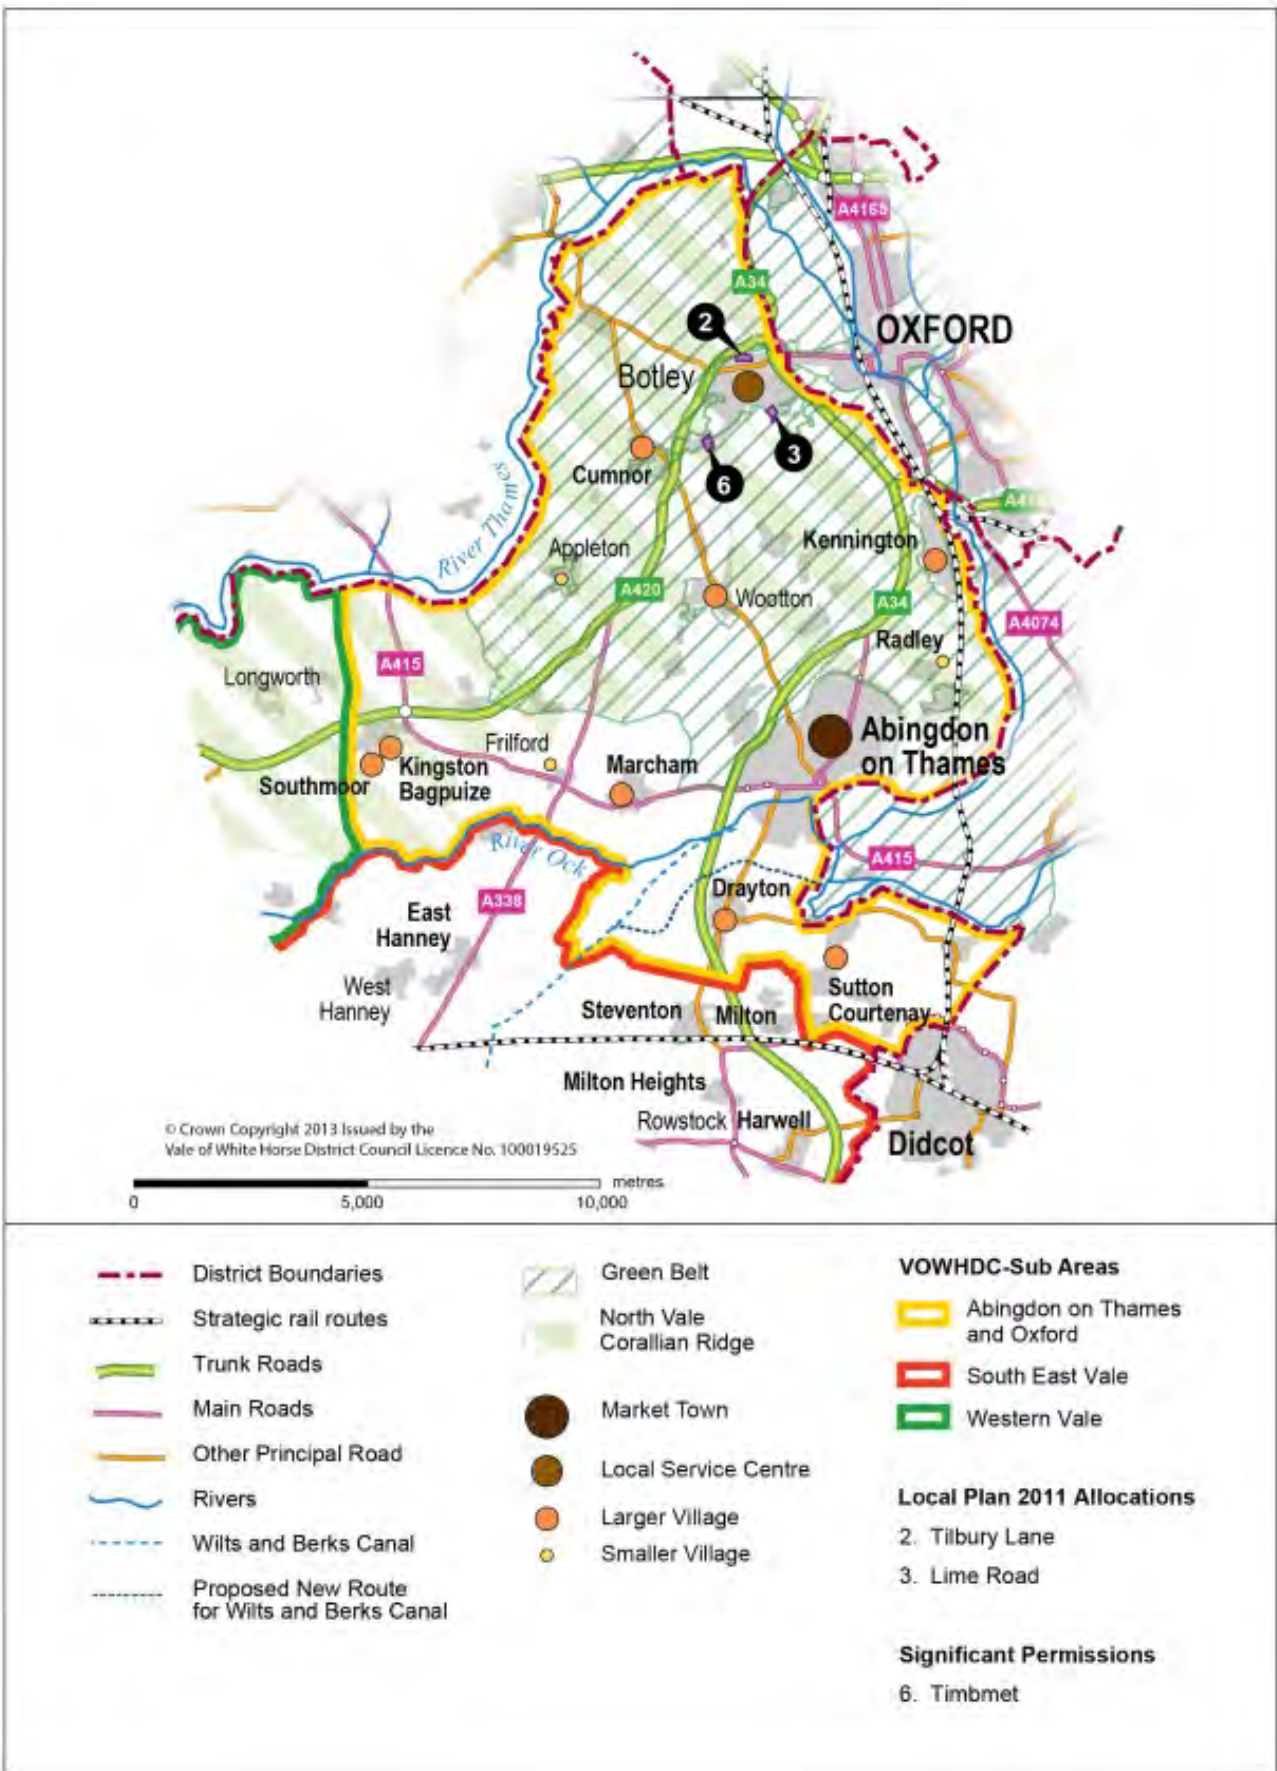 A4165
A34
2
OXFORD
Botley
3
Cumnor
6
River Thames
Kennington
Appleton
A420
Wootton
A34
A4074
Radley
A415
Longworth
Abingdon
on Thames
Frilford
Marcham
Kingston
Bagpuize
Southmoor
River Ock
A415
Drayton
A338
East
Hanney
West
Hanney
Sutton
Courtenay
Steventon
Milton
Milton Heights
Rowstock
Harwell
Didcot
© Crown Copyright 2013 Issued by the
Vale of White Horse District Council Licence No. 100019525
metres
0
5,000
10,000
District Boundaries
Strategic rail routes
Trunk Roads
Main Roads
Other Principal Road
Rivers
Wilts and Berks Canal
Proposed New Route
for Wilts and Berks Canal
Green Belt
North Vale
Corallian Ridge
Market Town
Local Service Centre
Larger Village
Smaller Village
VOWHDC-Sub Areas
Abingdon on Thames
and Oxford
South East Vale
Western Vale
Local Plan 2011 Allocations
2. Tilbury Lane
3. Lime Road
Significant Permissions
6. Timbmet